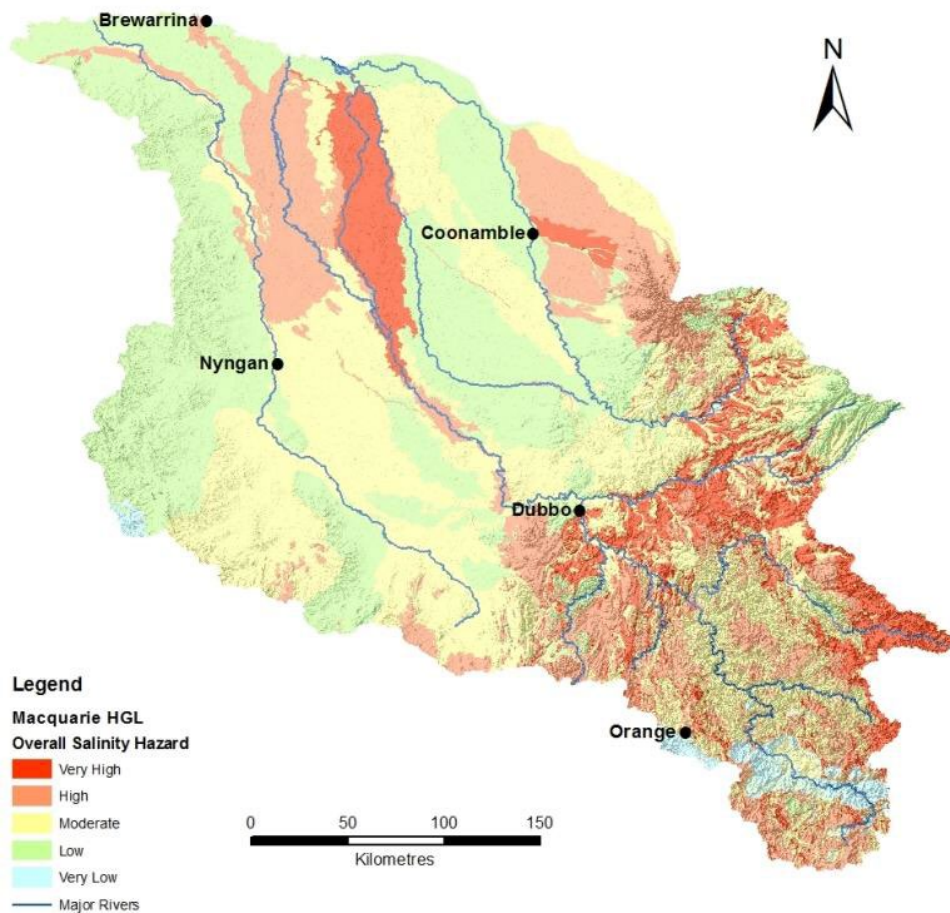 Brewarrina
N
Coonamble
Nyngan
Dubbo
Orange
Legend
Macquarie HGL
Overall Salinity Hazard
Very High
High
Moderate
Low
Very Low
Major Rivers
0 50 100 150
Kilometres